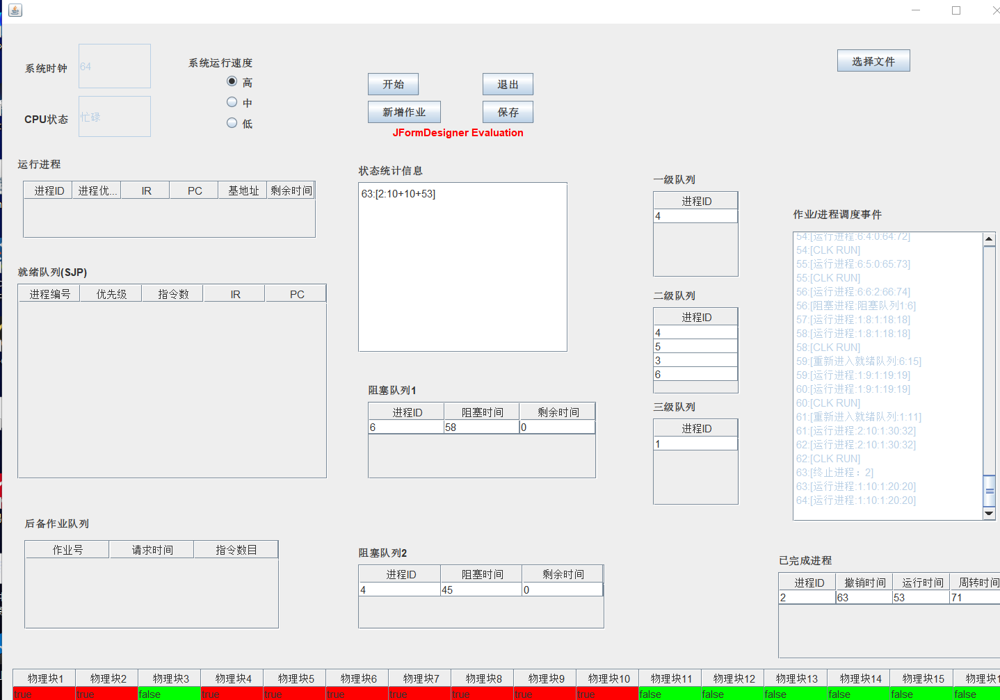 系统时钟
64
CPU状态
忙碌
系统运行速度
高
中
低
开始
退出
新增作业
保存
JFormDesigner Evaluation
选择文件
运行进程
进程ID 进程优... IR PC 基地址 剩余时间
就绪队列(SJP)
进程编号 优先级 指令数 IR PC
后备作业队列
作业号 请求时间 指令数目
状态统计信息
63:[2:10+10+53]
阻塞队列1
进程ID 阻塞时间 剩余时间
6 58 0
阻塞队列2
进程ID 阻塞时间 剩余时间
4 45 0
一级队列
进程ID
4
二级队列
进程ID
4
5
3
6
三级队列
进程ID
1
作业/进程调度事件
54:[运行进程:6:4:0:64:72]
54:[CLK RUN]
55:[运行进程:6:5:0:65:73]
55:[CLK RUN]
56:[运行进程:6:6:2:66:74]
56:[阻塞进程:阻塞队列1:6]
57:[运行进程:1:8:1:18:18]
58:[运行进程:1:8:1:18:18]
58:[CLK RUN]
59:[重新进入就绪队列:6:15]
59:[运行进程:1:9:1:19:19]
60:[运行进程:1:9:1:19:19]
60:[CLK RUN]
61:[重新进入就绪队列:1:11]
61:[运行进程:2:10:1:30:32]
62:[运行进程:2:10:1:30:32]
62:[CLK RUN]
63:[终止进程：2]
63:[运行进程:1:10:1:20:20]
64:[运行进程:1:10:1:20:20]
已完成进程
进程ID 撤销时间 运行时间 周转时间
2 63 53 71
物理块1 物理块2 物理块3 物理块4 物理块5 物理块6 物理块7 物理块8 物理块9 物理块10 物理块11 物理块12 物理块13 物理块14 物理块15
true true false true true true true true true true false false false false false false